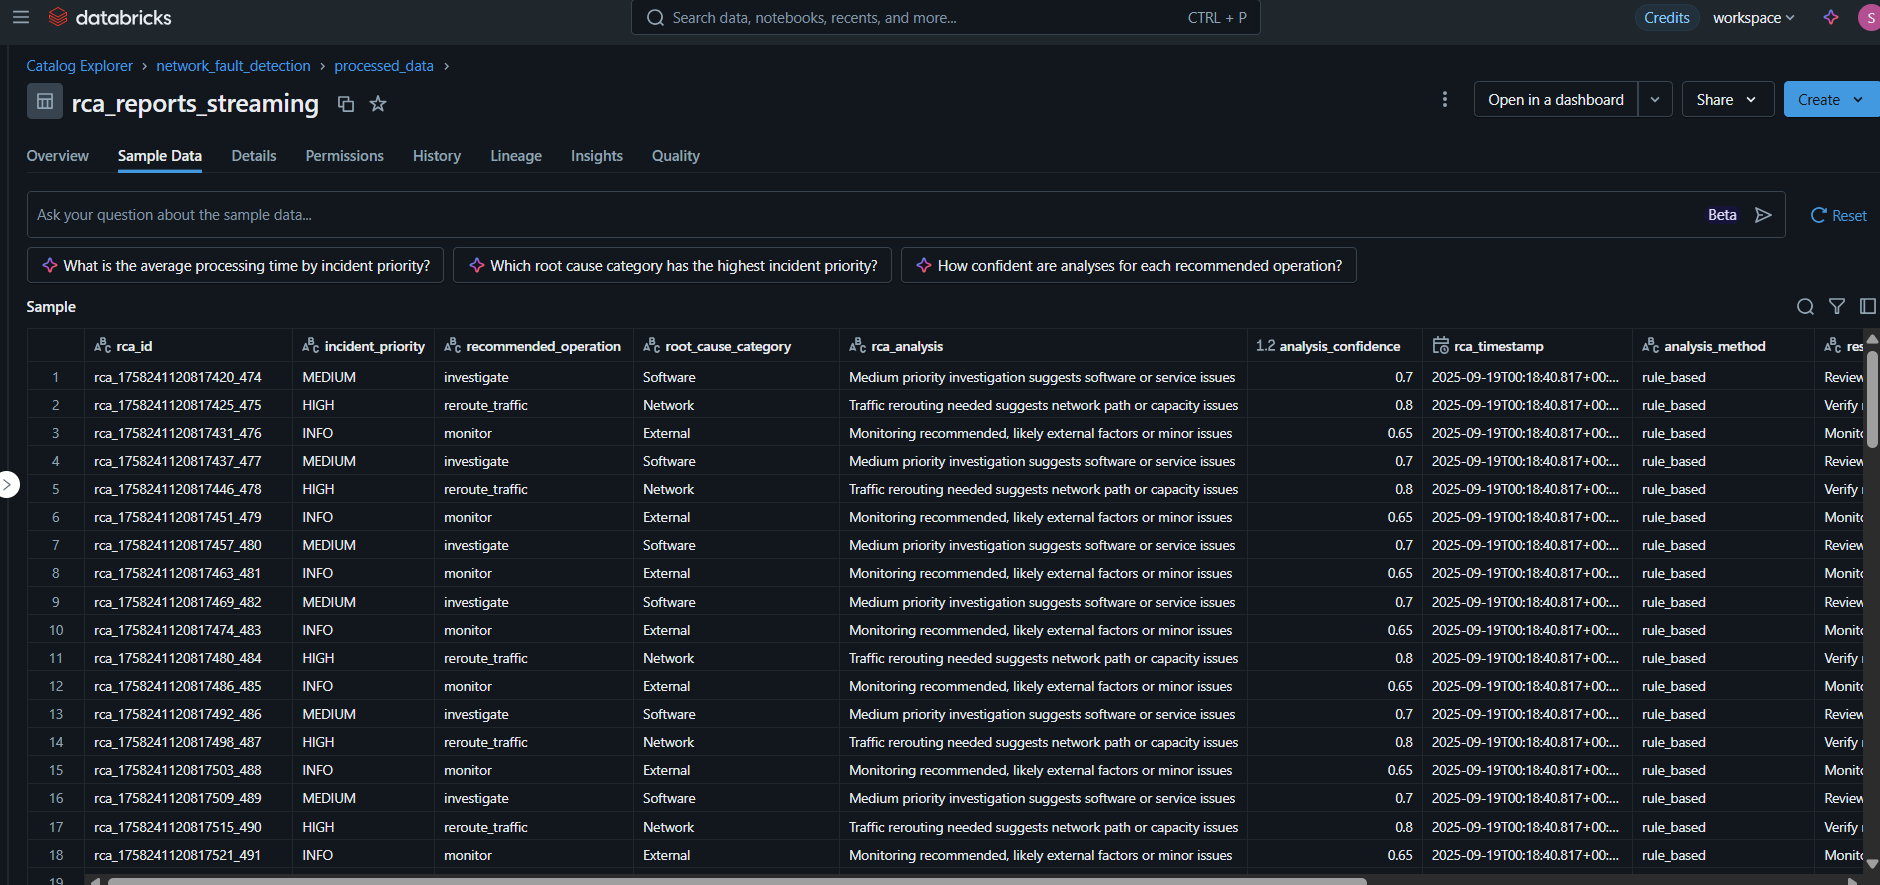 databricks
Search data, notebooks, recents, and more... CTRL + P
Credits workspace S
Catalog Explorer > network_fault_detection > processed_data >
rca_reports_streaming
Open in a dashboard Share Create
Overview Sample Data Details Permissions History Lineage Insights Quality
Ask your question about the sample data... Beta Reset
What is the average processing time by incident priority? Which root cause category has the highest incident priority? How confident are analyses for each recommended operation?
Sample
rca_id incident_priority recommended_operation root_cause_category rca_analysis 1.2 analysis_confidence rca_timestamp analysis_method res
1 rca_1758241120817420_474 MEDIUM investigate Software Medium priority investigation suggests software or service issues 0.7 2025-09-19T00:18:40.817+00:... rule_based Review
2 rca_1758241120817425_475 HIGH reroute_traffic Network Traffic rerouting needed suggests network path or capacity issues 0.8 2025-09-19T00:18:40.817+00:... rule_based Verify
3 rca_1758241120817431_476 INFO monitor External Monitoring recommended, likely external factors or minor issues 0.65 2025-09-19T00:18:40.817+00:... rule_based Monito
4 rca_1758241120817437_477 MEDIUM investigate Software Medium priority investigation suggests software or service issues 0.7 2025-09-19T00:18:40.817+00:... rule_based Review
5 rca_1758241120817446_478 HIGH reroute_traffic Network Traffic rerouting needed suggests network path or capacity issues 0.8 2025-09-19T00:18:40.817+00:... rule_based Verify
6 rca_1758241120817451_479 INFO monitor External Monitoring recommended, likely external factors or minor issues 0.65 2025-09-19T00:18:40.817+00:... rule_based Monito
7 rca_1758241120817457_480 MEDIUM investigate Software Medium priority investigation suggests software or service issues 0.7 2025-09-19T00:18:40.817+00:... rule_based Review
8 rca_1758241120817463_481 INFO monitor External Monitoring recommended, likely external factors or minor issues 0.65 2025-09-19T00:18:40.817+00:... rule_based Monito
9 rca_1758241120817469_482 MEDIUM investigate Software Medium priority investigation suggests software or service issues 0.7 2025-09-19T00:18:40.817+00:... rule_based Review
10 rca_1758241120817474_483 INFO monitor External Monitoring recommended, likely external factors or minor issues 0.65 2025-09-19T00:18:40.817+00:... rule_based Monito
11 rca_1758241120817480_484 HIGH reroute_traffic Network Traffic rerouting needed suggests network path or capacity issues 0.8 2025-09-19T00:18:40.817+00:... rule_based Verify
12 rca_1758241120817486_485 INFO monitor External Monitoring recommended, likely external factors or minor issues 0.65 2025-09-19T00:18:40.817+00:... rule_based Monito
13 rca_1758241120817492_486 MEDIUM investigate Software Medium priority investigation suggests software or service issues 0.7 2025-09-19T00:18:40.817+00:... rule_based Review
14 rca_1758241120817498_487 HIGH reroute_traffic Network Traffic rerouting needed suggests network path or capacity issues 0.8 2025-09-19T00:18:40.817+00:... rule_based Verify
15 rca_1758241120817503_488 INFO monitor External Monitoring recommended, likely external factors or minor issues 0.65 2025-09-19T00:18:40.817+00:... rule_based Monito
16 rca_1758241120817509_489 MEDIUM investigate Software Medium priority investigation suggests software or service issues 0.7 2025-09-19T00:18:40.817+00:... rule_based Review
17 rca_1758241120817515_490 HIGH reroute_traffic Network Traffic rerouting needed suggests network path or capacity issues 0.8 2025-09-19T00:18:40.817+00:... rule_based Verify
18 rca_1758241120817521_491 INFO monitor External Monitoring recommended, likely external factors or minor issues 0.65 2025-09-19T00:18:40.817+00:... rule_based Monito
19